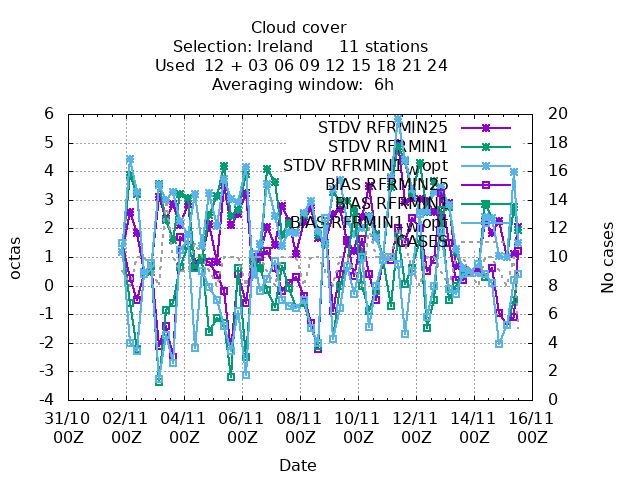 Cloud cover
Selection: Ireland 11 stations
Used 12 + 03 06 09 12 15 18 21 24
Averaging window: 6h
6 20
STDV RFRMIN25
5 18
STDV RFRMIN1
4 16
STDV RFRMIN1_opt
BIAS RFRMIN25
3 14
BIAS RFRMIN1
2 12
BIAS RFRMIN1_opt
CASES
octas
No cases
1 10
0 8
-1 6
-2 4
-3 2
-4 0
31/10 02/11 04/11 06/11 08/11 10/11 12/11 14/11 16/11
00Z 00Z 00Z 00Z 00Z 00Z 00Z 00Z 00Z
Date